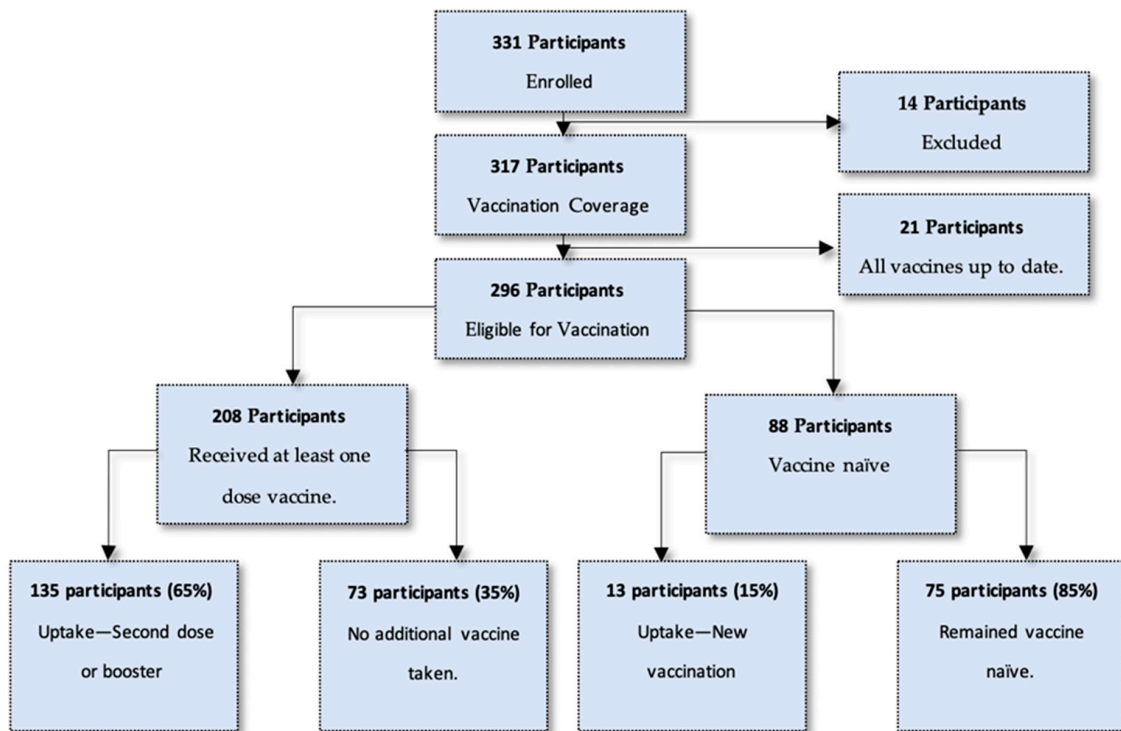 331 Participants
Enrolled
14 Participants
Excluded
317 Participants
Vaccination Coverage
21 Participants
All vaccines up to date.
296 Participants
Eligible for Vaccination
208 Participants
Received at least one
dose vaccine.
88 Participants
Vaccine naïve
135 participants (65%)
Uptake—Second dose
or booster
73 participants (35%)
No additional vaccine
taken.
13 participants (15%)
Uptake—New
vaccination
75 participants (85%)
Remained vaccine
naïve.